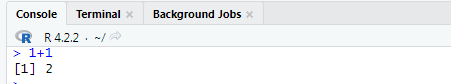 Console Terminal Background Jobs
R R 4.2.2 · ~/
> 1+1
[1] 2
>